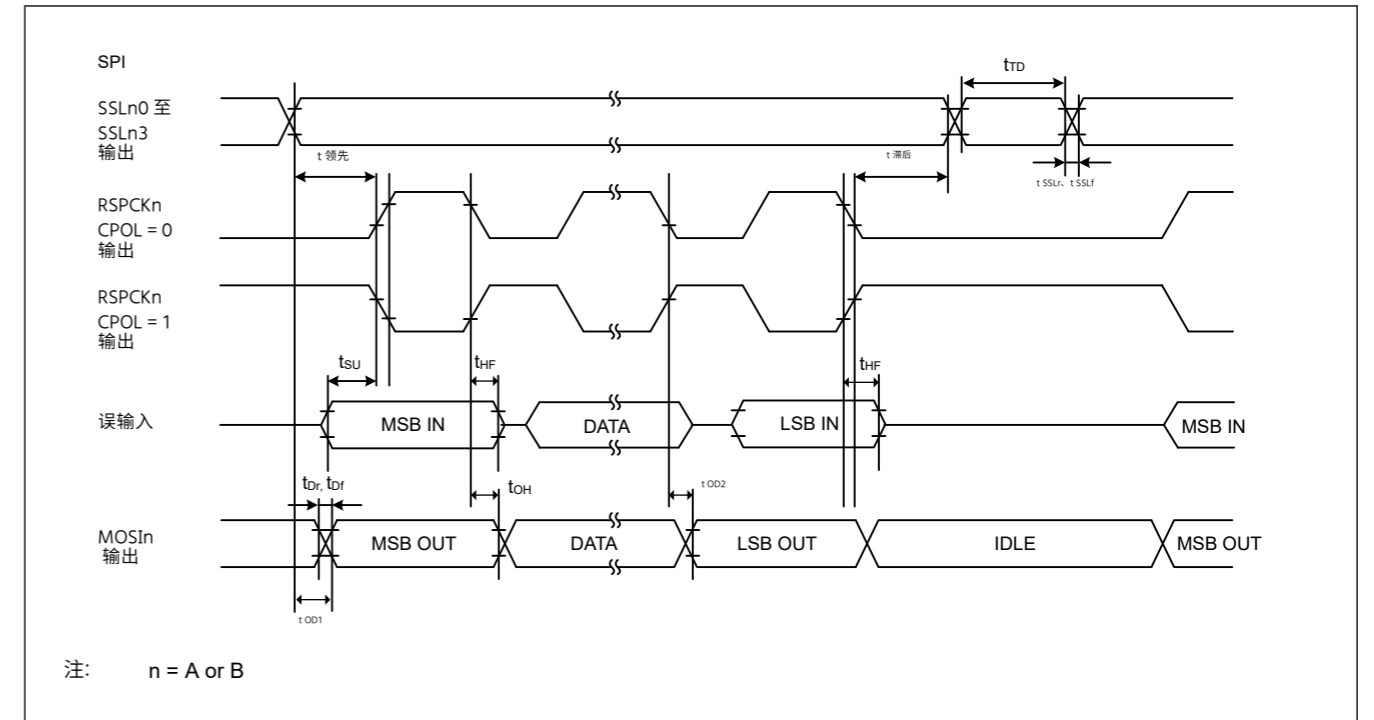 SPI
SSLn0 至
SSLn3
输出
tTD
t 领先
t 滞后
t SSLr、t SSLf
RSPCKn
CPOL = 0
输出
RSPCKn
CPOL = 1
输出
tSU
tHF
tHF
误输入
MSB IN
DATA
LSB IN
MSB IN
tDr, tDf
tOH
t OD2
MOSIn
输出
MSB OUT
DATA
LSB OUT
IDLE
MSB OUT
t OD1
注: n = A or B